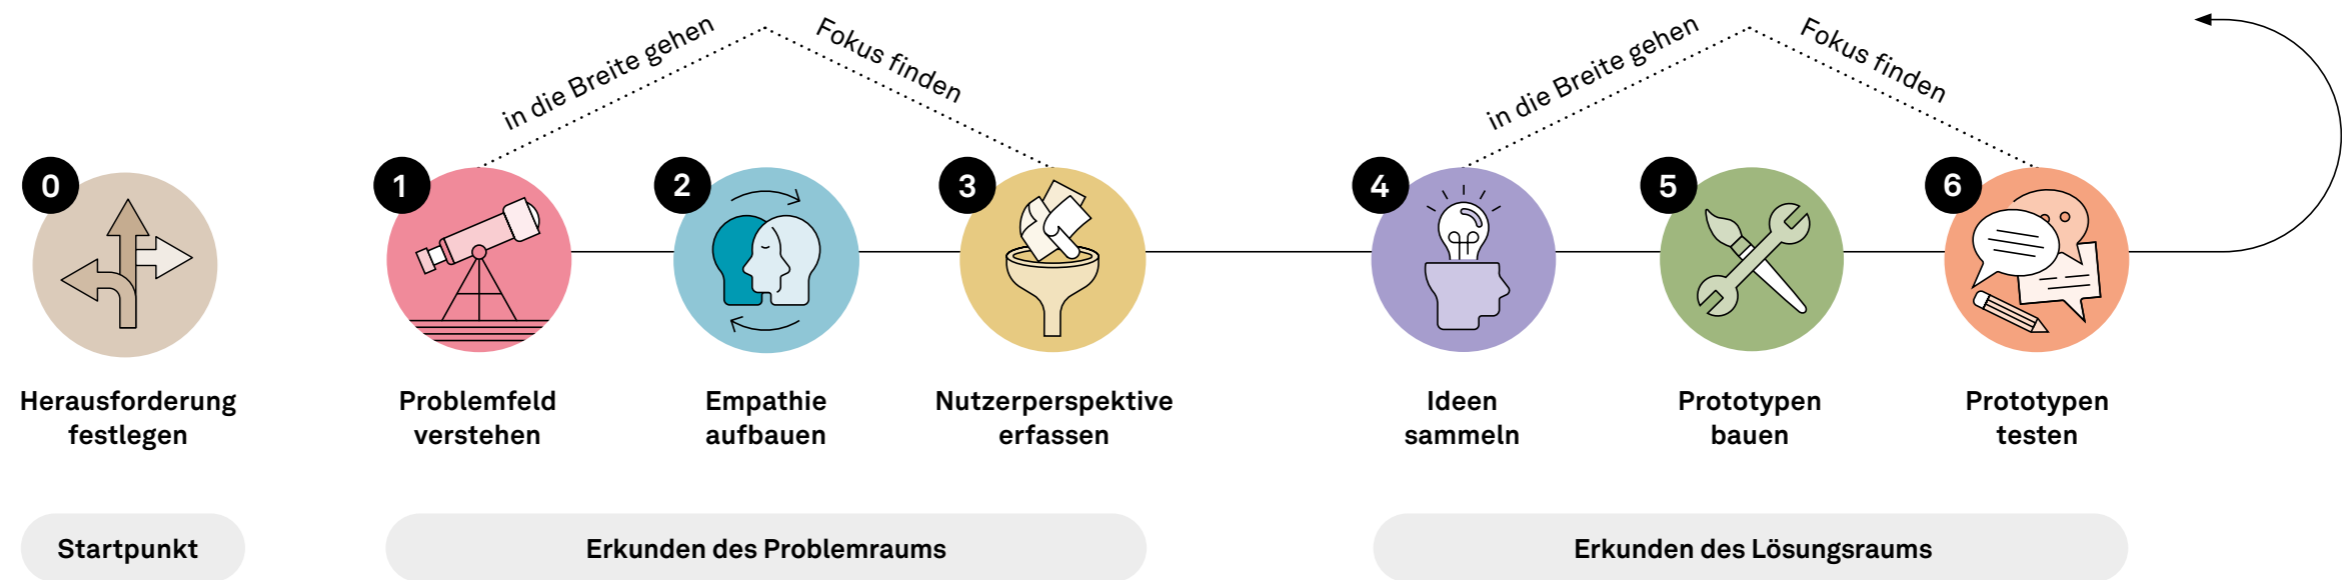 in die Breite gehen
Fokus finden
in die Breite gehen
Fokus finden
0
1
2
3
4
5
6
Herausforderung
festlegen
Problemfeld
verstehen
Empathie
aufbauen
Nutzerperspektive
erfassen
Ideen
sammeln
Prototypen
bauen
Prototypen
testen
Startpunkt
Erkunden des Problemraums
Erkunden des Lösungsraums